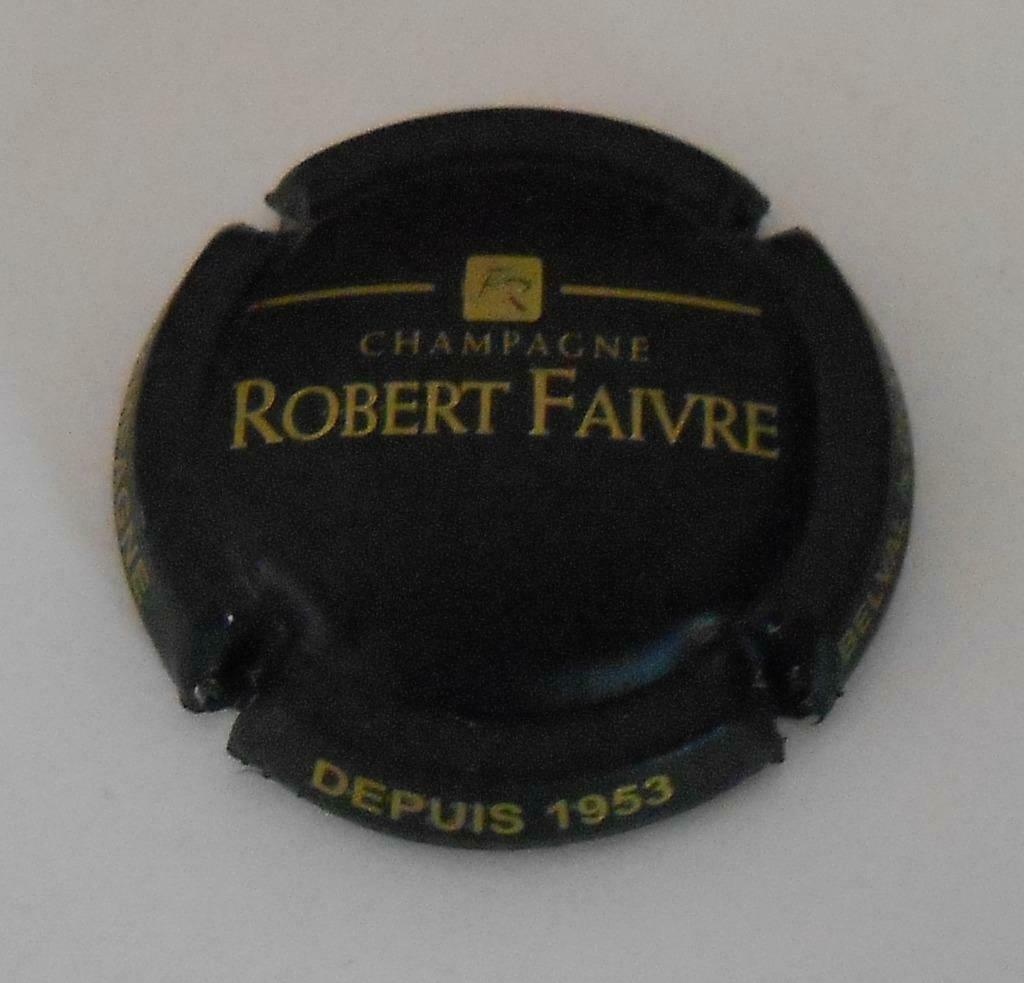 CHAMPAGNE
ROBERT FAIVRE
DEPUIS 1953